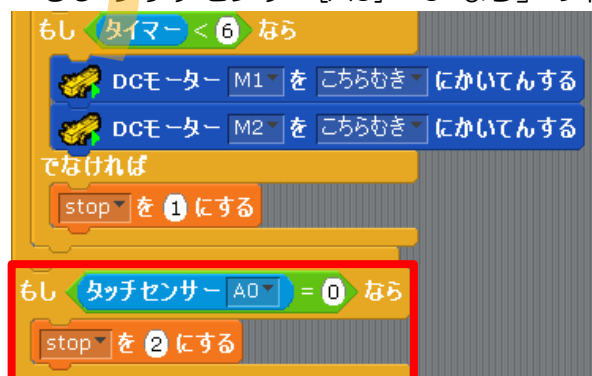 もし タイマー < 6 なら
DCモーター M1 を こちらむき にかいてんする
DCモーター M2 を こちらむき にかいてんする
でなければ
stop を 1 にする
もし タッチセンサー A0 = 0 なら
stop を 2 にする